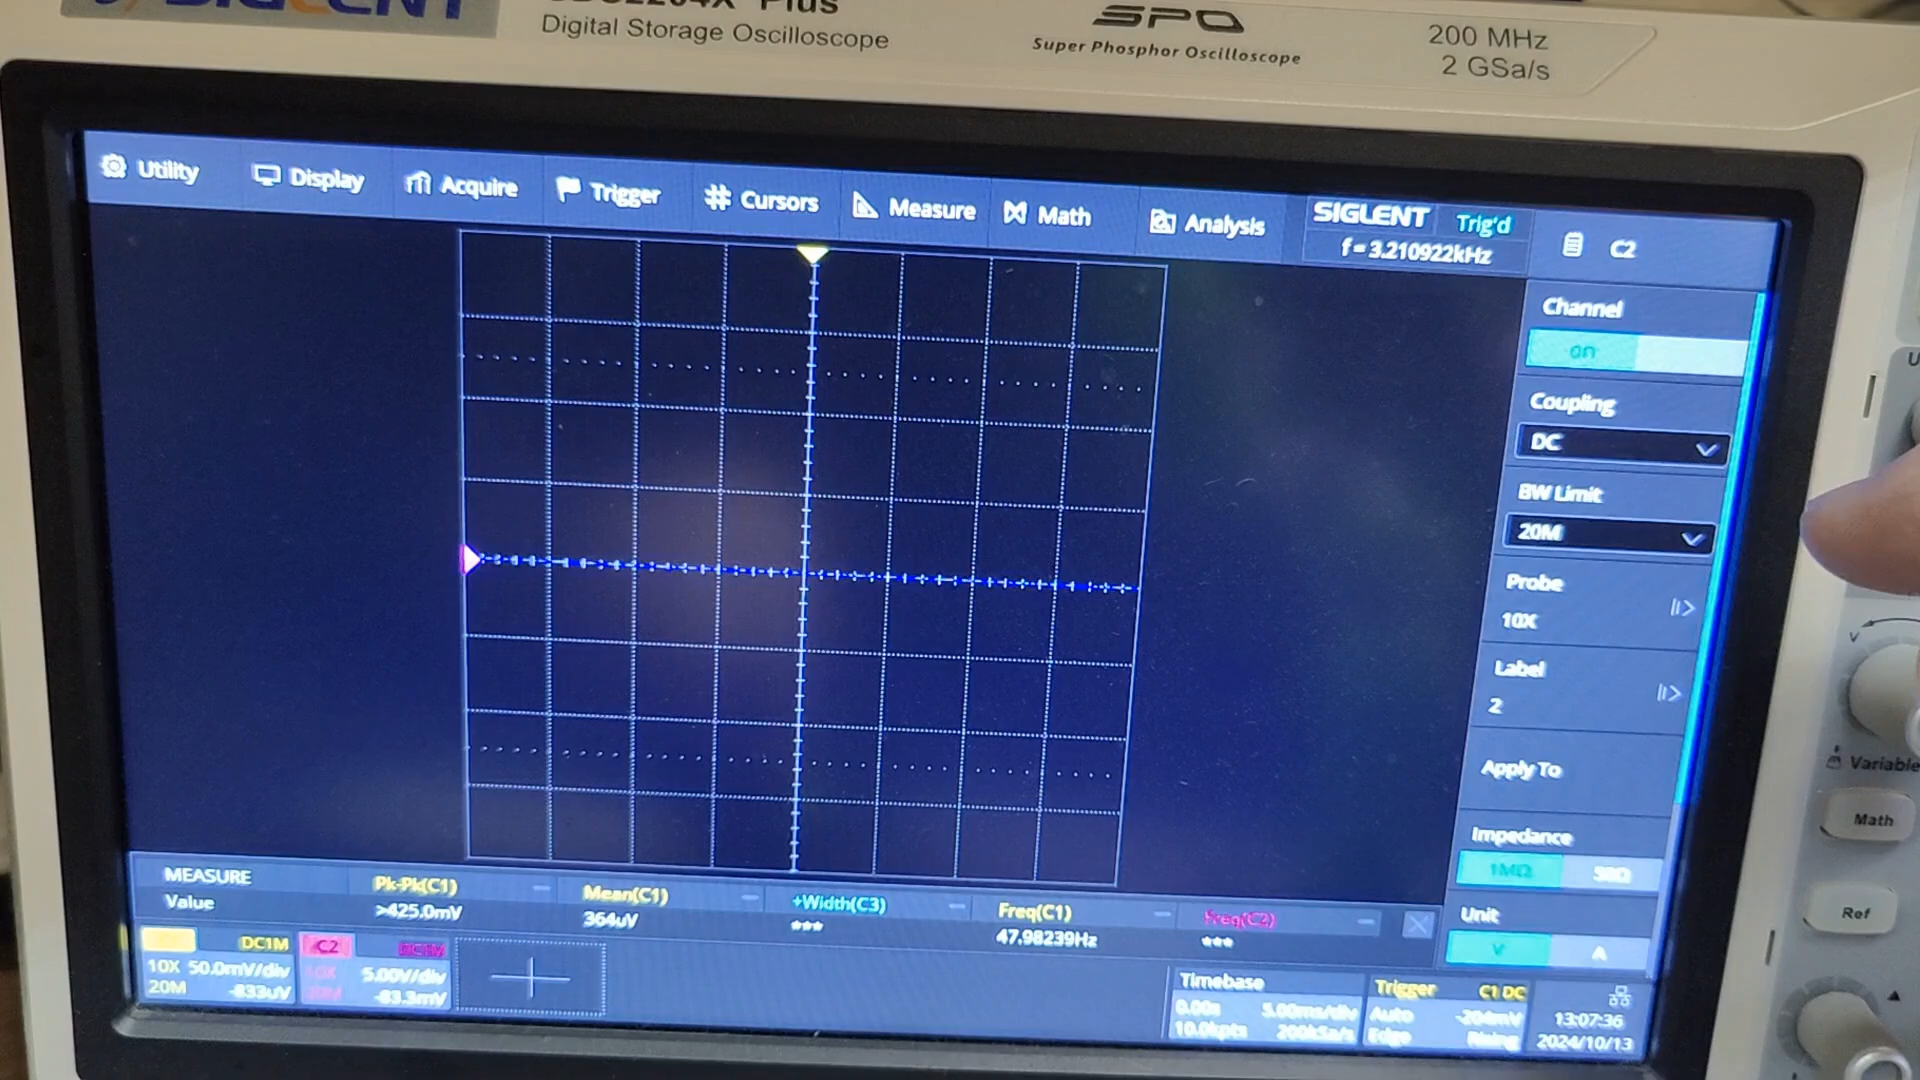 SIGLENT
Plus
Digital Storage Oscilloscope
SPO
Super Phosphor Oscilloscope
200 MHz
2 GSa/s
Utility
Display
Acquire
Trigger
Cursors
Measure
Math
Analysis
SIGLENT Trig'd
f = 3.210922kHz
C2
Channel
on
Coupling
DC
BW Limit
20M
Probe
10X
Label
2
Apply To
Impedance
1MΩ 50Ω
Unit
V A
MEASURE
Value
Pk-Pk(C1)
>425.0mV
Mean(C1)
364uV
+Width(C3)
***
Freq(C1)
47.98239Hz
Freq(C2)
***
DC1M
10X 50.0mV/div
20M -833uV
C2 DC1M
10X 5.00V/div
20M -83.3mV
Timebase
0.00s 5.00ms/div
10.0kpts 200kSa/s
Trigger C1 DC
Auto -204mV
Edge Rising
13:07:36
2024/10/13
Variable
Math
Ref